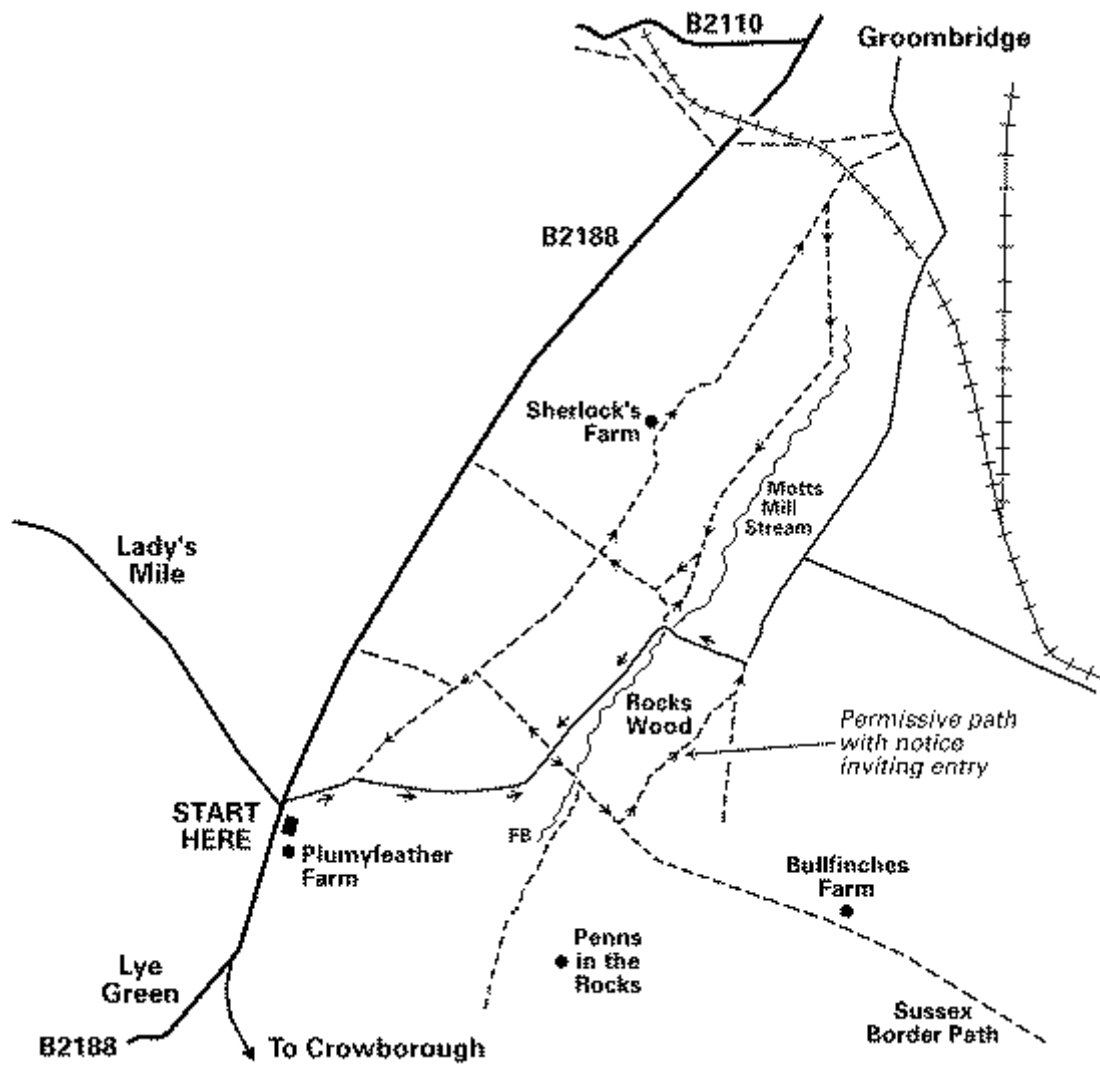 B2110
Groombridge
B2188
Sherlock's
Farm
Motts
Mill
Stream
Lady's
Mile
Rocks
Wood
Permissive path
with notice
inviting entry
START
HERE
FB
Plumyfeather
Farm
Bullfinches
Farm
Penns
in the
Rocks
Lye
Green
Sussex
Border Path
B2188
To Crowborough